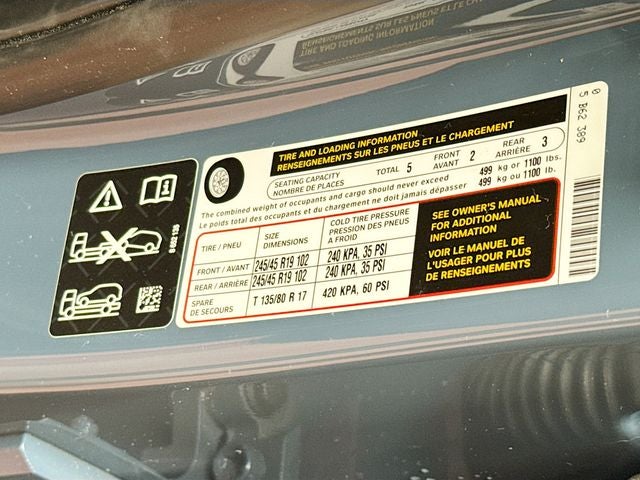 TIRE AND LOADING INFORMATION
RENSEIGNEMENTS SUR LES PNEUS ET LE CHARGEMENT
SEATING CAPACITY
NOMBRE DE PLACES
TOTAL 5
FRONT
AVANT 2
REAR
ARRIÈRE 3
The combined weight of occupants and cargo should never exceed 499 kg or 1100 lbs.
Le poids total des occupants et du chargement ne doit jamais dépasser 499 kg ou 1100 lb.
TIRE / PNEU
SIZE
DIMENSIONS
COLD TIRE PRESSURE
PRESSION DES PNEUS
A FROID
FRONT / AVANT 245/45 R19 102 240 KPA, 35 PSI
REAR / ARRIÈRE 245/45 R19 102 240 KPA, 35 PSI
SPARE
DE SECOURS
T 135/80 R 17 420 KPA, 60 PSI
SEE OWNER'S MANUAL
FOR ADDITIONAL
INFORMATION
VOIR LE MANUEL DE
L'USAGER POUR PLUS
DE RENSEIGNEMENTS
0
5 B62 389